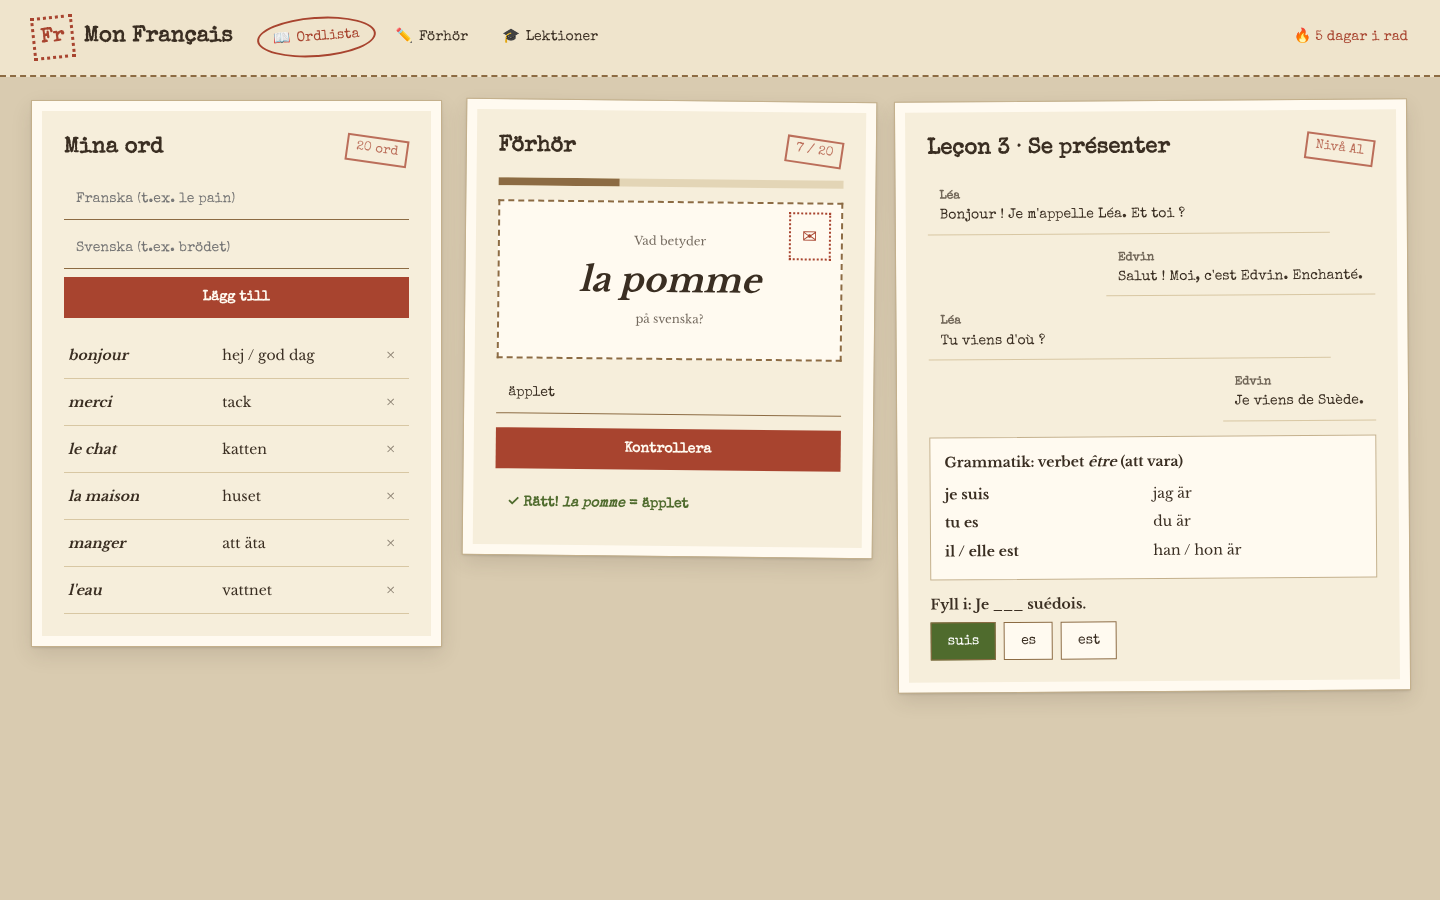 Fr Mon Français
📖 Ordlista
✏️ Förhör
🎓 Lektioner
🔥 5 dagar i rad
Mina ord
20 ord
Franska (t.ex. le pain)
Svenska (t.ex. brödet)
Lägg till
bonjour hej / god dag ×
merci tack ×
le chat katten ×
la maison huset ×
manger att äta ×
l'eau vattnet ×
Förhör
7 / 20
Vad betyder
la pomme
på svenska?
äpplet
Kontrollera
✓ Rätt! la pomme = äpplet
Leçon 3 · Se présenter
Nivå A1
Léa
Bonjour ! Je m'appelle Léa. Et toi ?
Edvin
Salut ! Moi, c'est Edvin. Enchanté.
Léa
Tu viens d'où ?
Edvin
Je viens de Suède.
Grammatik: verbet être (att vara)
je suis jag är
tu es du är
il / elle est han / hon är
Fyll i: Je ___ suédois.
suis es est